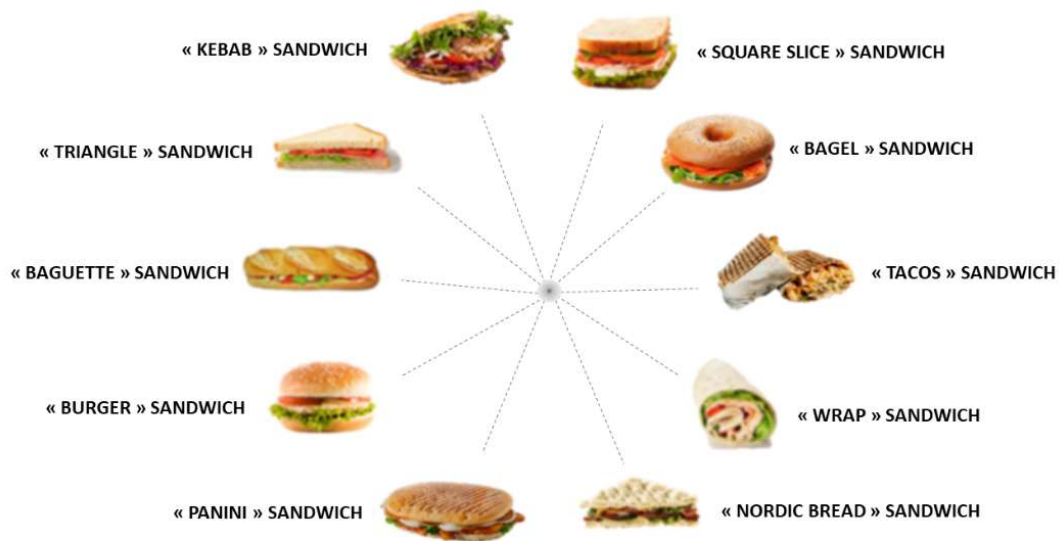 « KEBAB » SANDWICH
« SQUARE SLICE » SANDWICH
« TRIANGLE » SANDWICH
« BAGEL » SANDWICH
« BAGUETTE » SANDWICH
« TACOS » SANDWICH
« BURGER » SANDWICH
« WRAP » SANDWICH
« PANINI » SANDWICH
« NORDIC BREAD » SANDWICH